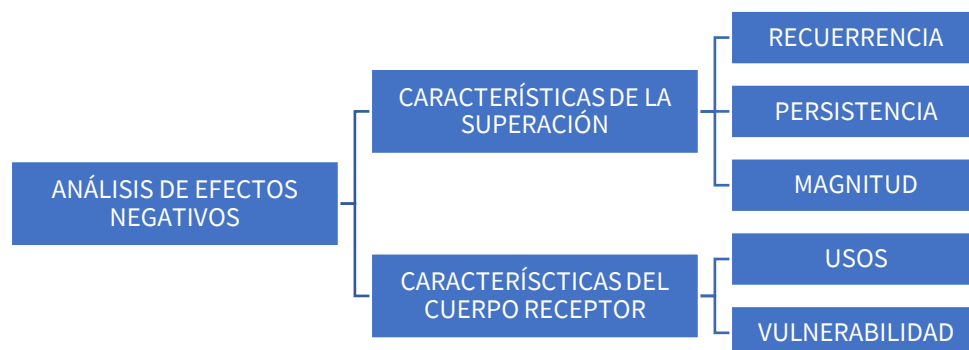 ANÁLISIS DE EFECTOS
NEGATIVOS
CARACTERÍSTICAS DE LA
SUPERACIÓN
RECUERRENCIA
PERSISTENCIA
MAGNITUD
CARACTERÍSCTICAS DEL
CUERPO RECEPTOR
USOS
VULNERABILIDAD